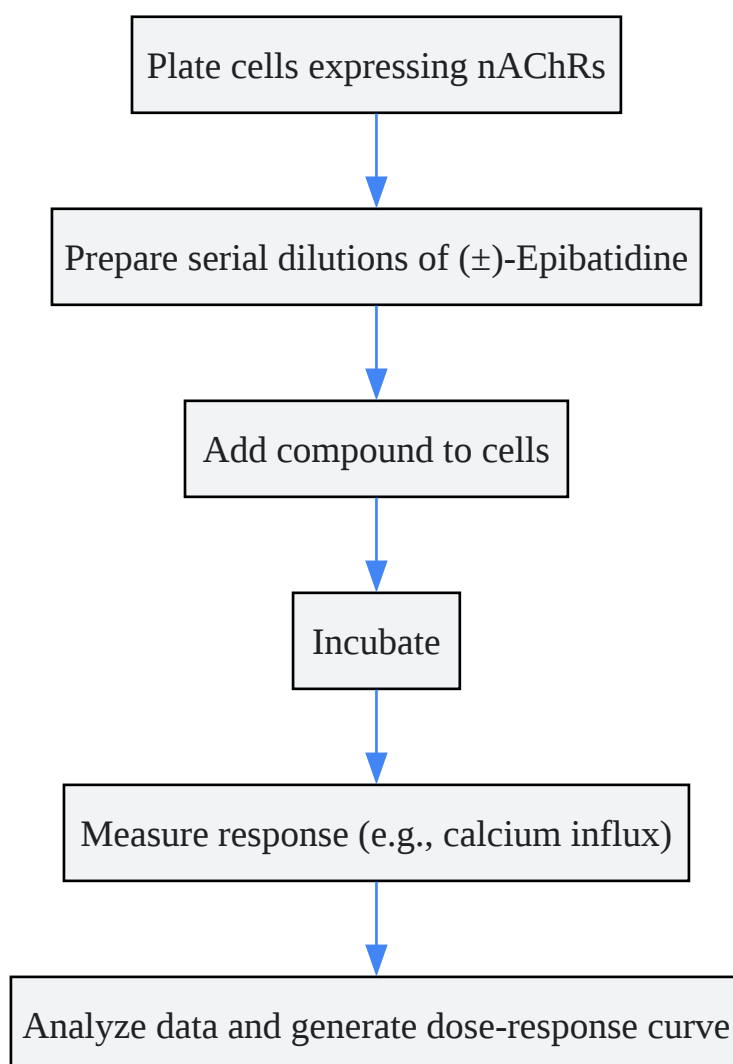 Plate cells expressing nAChRs
Prepare serial dilutions of (±)-Epibatidine
Add compound to cells
Incubate
Measure response (e.g., calcium influx)
Analyze data and generate dose-response curve